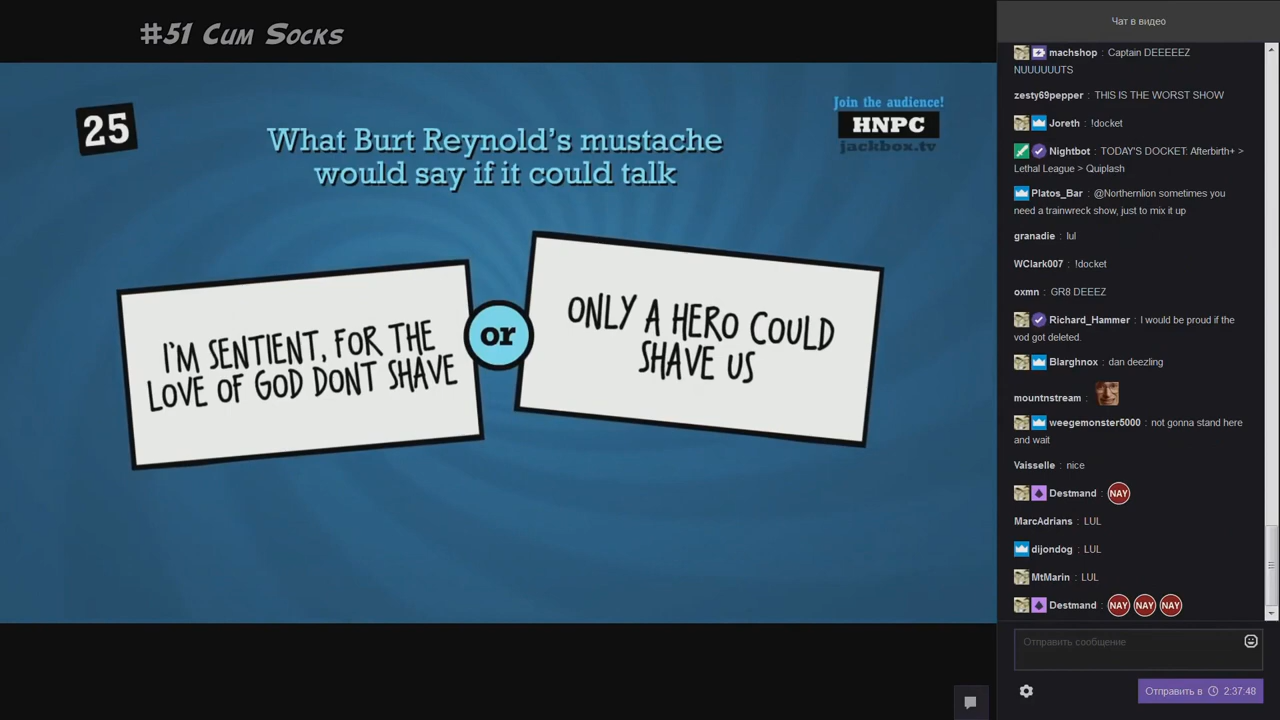 #51 Cum Socks
25
What Burt Reynold's mustache
would say if it could talk
Join the audience!
HNPC
jackbox.tv
I'M SENTIENT, FOR THE
LOVE OF GOD DONT SHAVE
or
ONLY A HERO COULD
SHAVE US
Чат в видео
machshop : Captain DEEEEEZ
NUUUUUUTS
zesty69pepper : THIS IS THE WORST SHOW
Joreth : !docket
Nightbot : TODAY'S DOCKET: Afterbirth+ >
Lethal League > Quiplash
Platos_Bar : @Northernlion sometimes you
need a trainwreck show, just to mix it up
granadie : lul
WClark007 : !docket
oxmn : GR8 DEEEZ
Richard_Hammer : I would be proud if the
vod got deleted.
Blarghnox : dan deezling
mountnstream :
weegemonster5000 : not gonna stand here
and wait
Vaisselle : nice
Destmand : NAY
MarcAdrians : LUL
dijondog : LUL
MtMarin : LUL
Destmand : NAY NAY NAY
Отправить сообщение
Отправить в 2:37:48